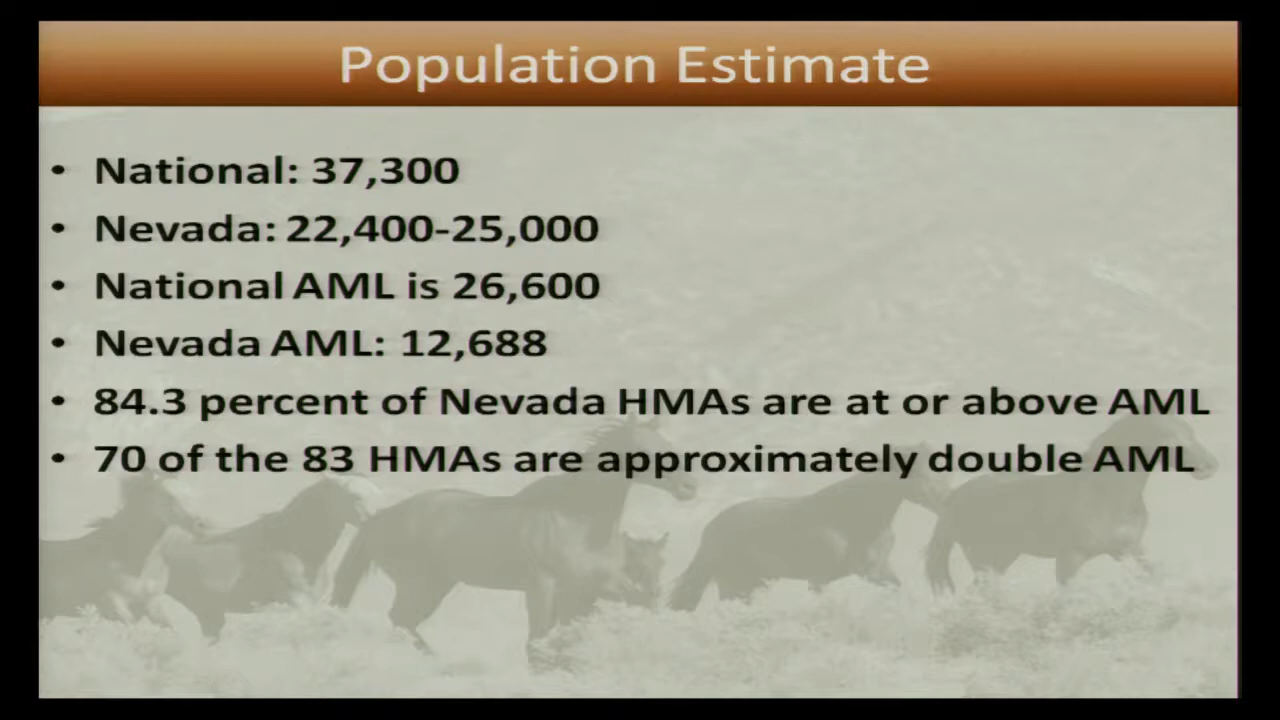 Population Estimate
• National: 37,300
• Nevada: 22,400-25,000
• National AML is 26,600
• Nevada AML: 12,688
• 84.3 percent of Nevada HMAs are at or above AML
• 70 of the 83 HMAs are approximately double AML